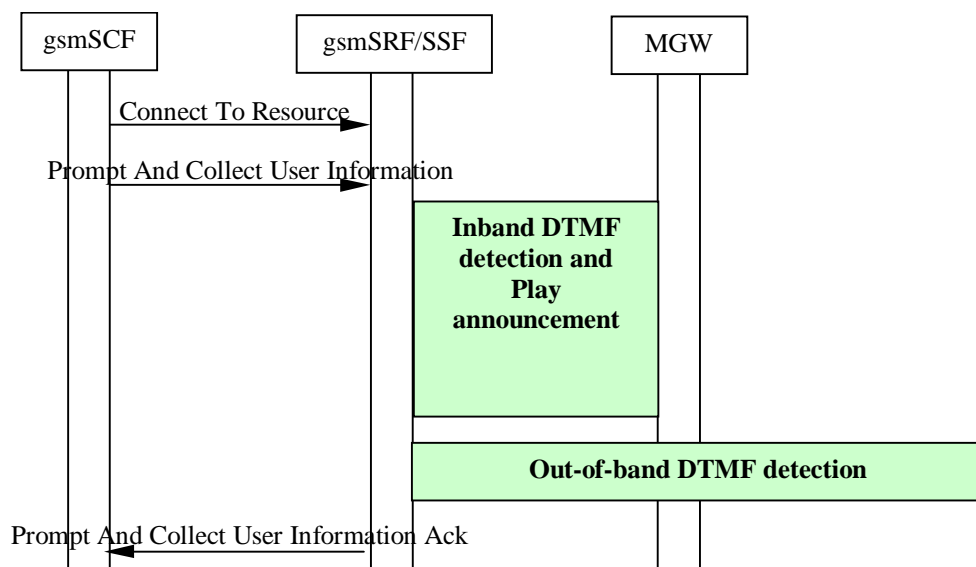 gsmSCF
gsmSRF/SSF
MGW
Connect To Resource
Prompt And Collect User Information
Inband DTMF
detection and
Play
announcement
Out-of-band DTMF detection
Prompt And Collect User Information Ack